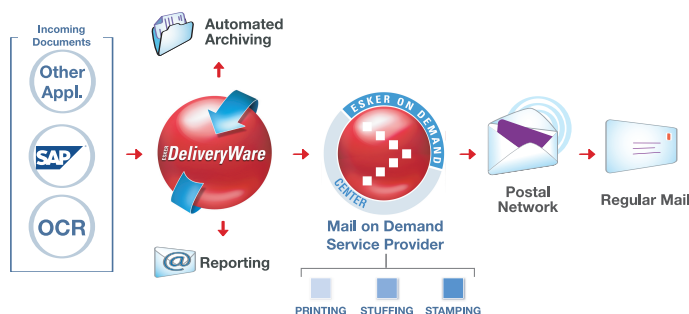 Incoming
Documents
Other
Appl.
SAP
OCR
Automated
Archiving
ESKER DeliveryWare
@ Reporting
ESKER ON DEMAND
CENTER
Mail on Demand
Service Provider
PRINTING STUFFING STAMPING
Postal
Network
Regular Mail